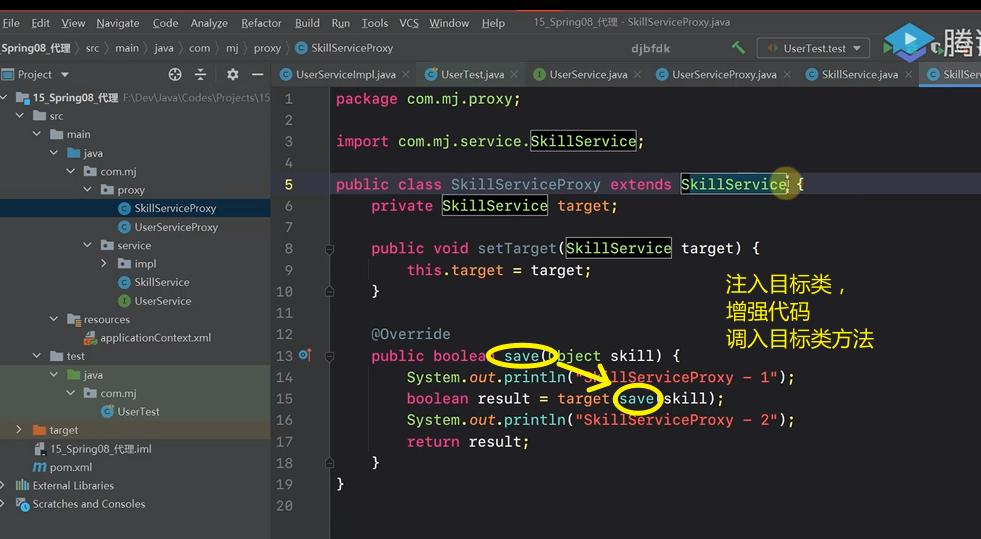 File Edit View Navigate Code Analyze Refactor Build Run Tools VCS Window Help 15_Spring08_代理 - SkillServiceProxy.java
Spring08_代理 src main java com mj proxy SkillServiceProxy djbfdk UserTest.test
Project UserServiceImpl.java UserTest.java UserService.java UserServiceProxy.java SkillService.java
15_Spring08_代理 F:\Dev\Java\Codes\Projects\15
src
main
java
com.mj
proxy
SkillServiceProxy
UserServiceProxy
service
impl
SkillService
UserService
resources
applicationContext.xml
test
java
com.mj
UserTest
target
15_Spring08_代理.iml
pom.xml
External Libraries
Scratches and Consoles
1 package com.mj.proxy;
2
3 import com.mj.service.SkillService;
4
5 public class SkillServiceProxy extends SkillService {
6 private SkillService target;
7
8 public void setTarget(SkillService target) {
9 this.target = target;
10 }
11
12 @Override
13 public boolean save(Object skill) {
14 System.out.println("SkillServiceProxy - 1");
15 boolean result = target.save(skill);
16 System.out.println("SkillServiceProxy - 2");
17 return result;
18 }
19 }
20
注入目标类，
增强代码
调入目标类方法